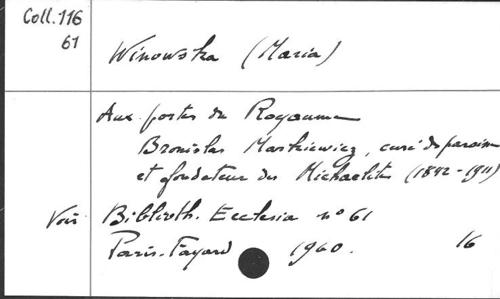 Coll. 116
61
Winowska (Maria)
Aux portes du Royaume
Bronislas Markiewicz, curé de paroisse
et fondateur des Michaelites (1842-1911)
Voir Biblioth. Ecclesia n° 61
Paris-Fayard 1960. 16